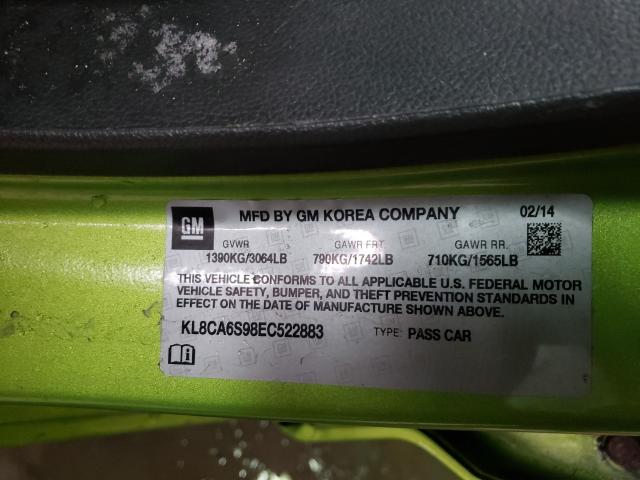 GM
MFD BY GM KOREA COMPANY 02/14
GVWR GAWR FRT. GAWR RR.
1390KG/3064LB 790KG/1742LB 710KG/1565LB
THIS VEHICLE CONFORMS TO ALL APPLICABLE U.S. FEDERAL MOTOR
VEHICLE SAFETY, BUMPER, AND THEFT PREVENTION STANDARDS IN
EFFECT ON THE DATE OF MANUFACTURE SHOWN ABOVE.
KL8CA6S98EC522883 TYPE: PASS CAR